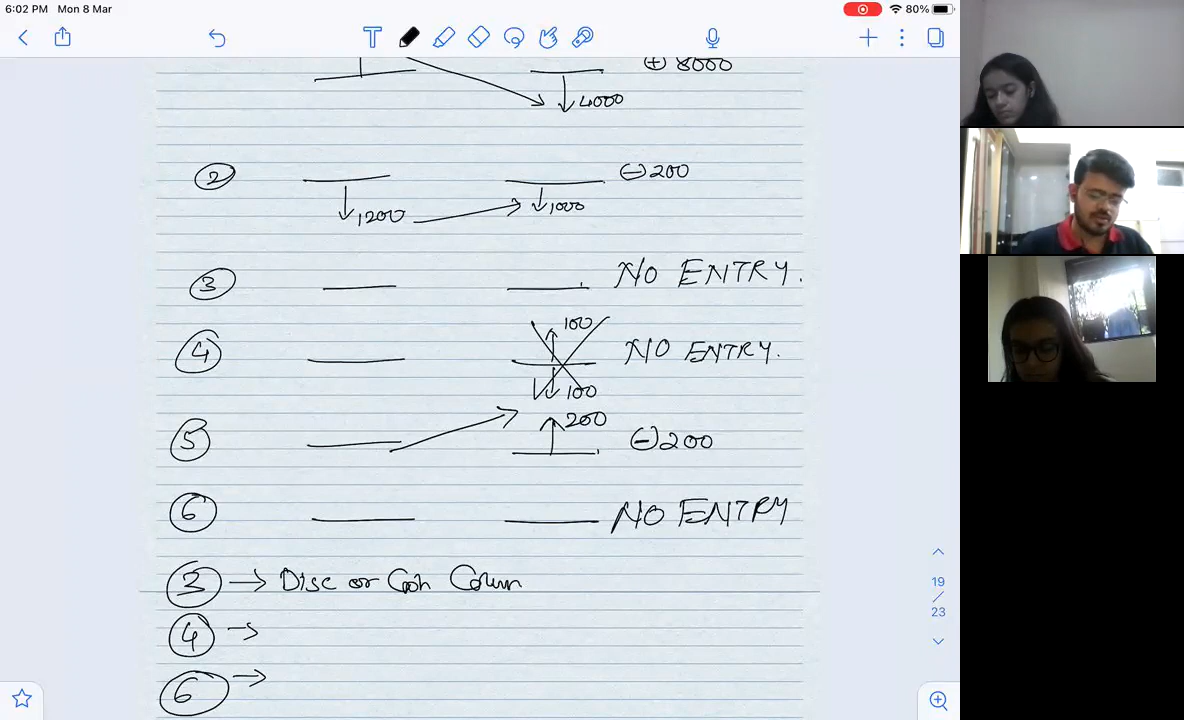 6:02 PM Mon 8 Mar
80%
T
⊕ 8000
↓ 4000
② ⊖ 200
↓ 1200 → ↓ 1000
③ NO ENTRY.
↑ 100
④ NO ENTRY.
↓ 100
↑ 200
⑤ ⊖ 200
⑥ NO ENTRY
③ → Disc or Cash Column
④ →
⑥ →
19
/
23